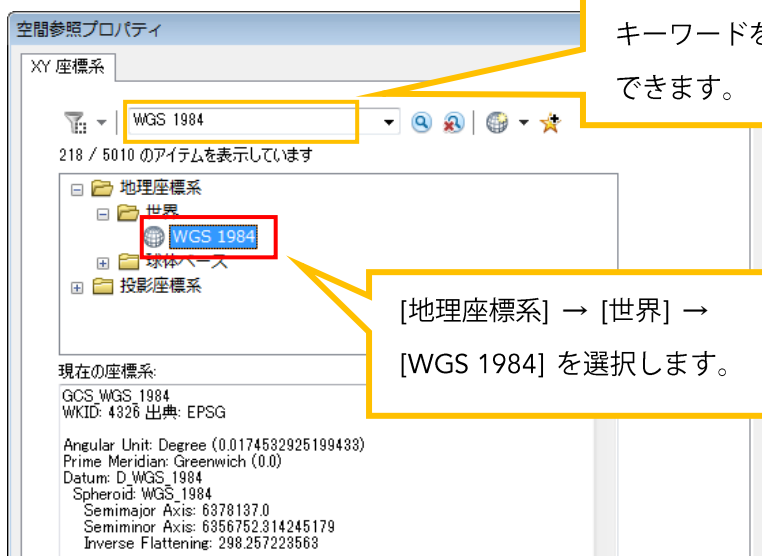 空間参照プロパティ
キーワードを
できます。
XY 座標系
WGS 1984
218 / 5010 のアイテムを表示しています
地理座標系
世界
WGS 1984
球体ベース
投影座標系
[地理座標系] → [世界] →
[WGS 1984] を選択します。
現在の座標系:
GCS_WGS_1984
WKID: 4326 出典: EPSG
Angular Unit: Degree (0.0174532925199433)
Prime Meridian: Greenwich (0.0)
Datum: D_WGS_1984
Spheroid: WGS_1984
Semimajor Axis: 6378137.0
Semiminor Axis: 6356752.314245179
Inverse Flattening: 298.257223563